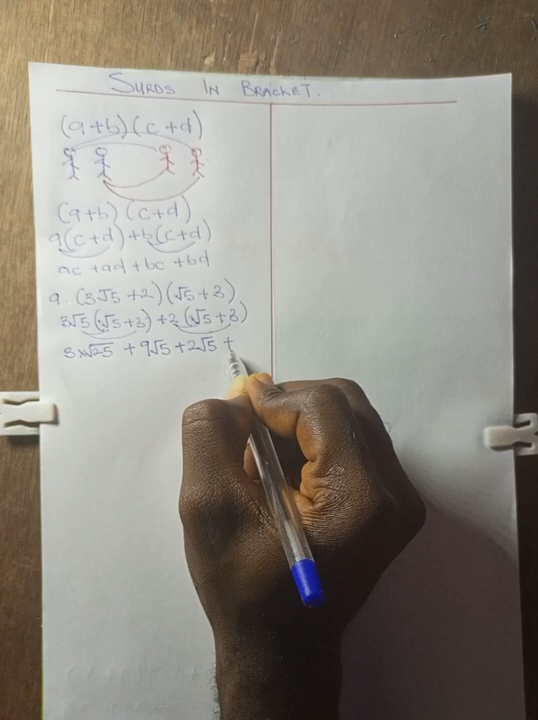 SURDS IN BRACKET.
(a+b)(c+d)
(a+b)(c+d)
a(c+d)+b(c+d)
ac+ad+bc+bd
a. (3√5+2)(√5+3)
3√5(√5+3)+2(√5+3)
3×√25+9√5+2√5+